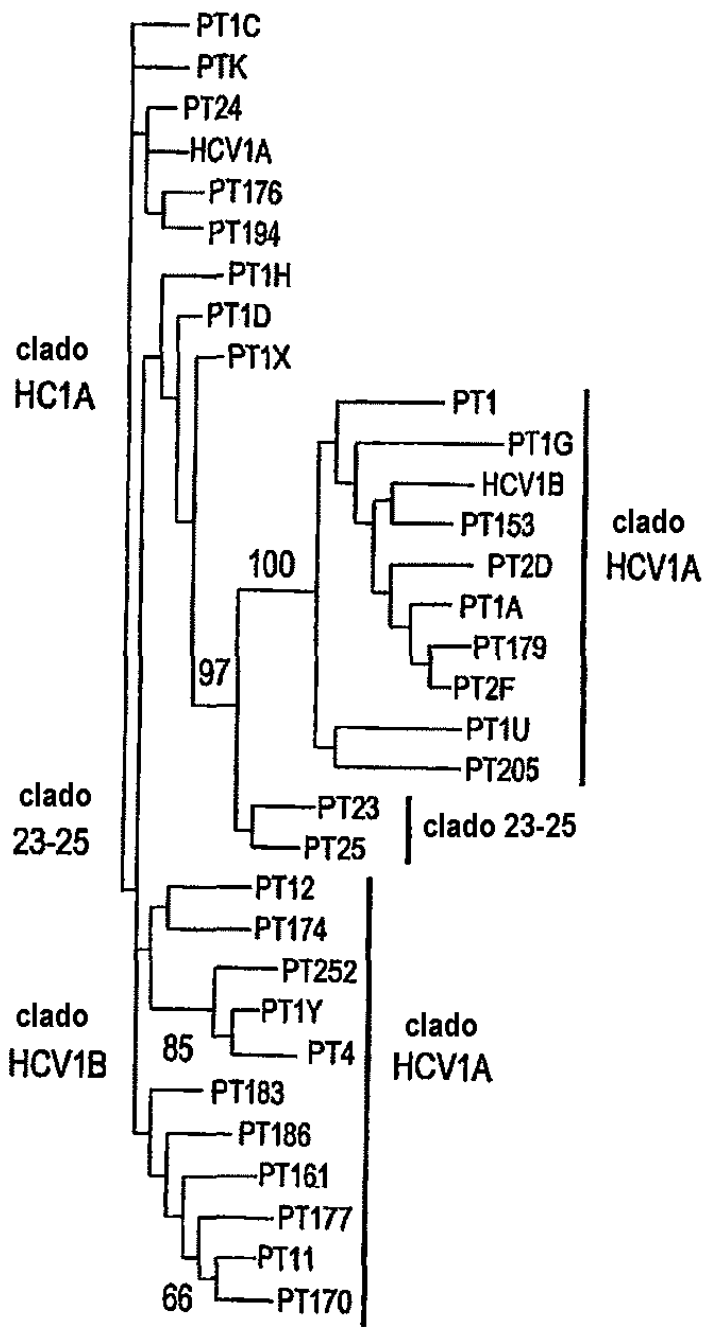 PT1C
PTK
PT24
HCV1A
PT176
PT194
PT1H
PT1D
PT1X
clado
HC1A
PT1
PT1G
HCV1B
PT153
PT2D
PT1A
PT179
PT2F
PT1U
PT205
clado
HCV1A
100
97
PT23
PT25
clado 23-25
clado
23-25
PT12
PT174
PT252
PT1Y
PT4
85
clado
HCV1B
PT183
PT186
PT161
PT177
PT11
PT170
66
clado
HCV1A